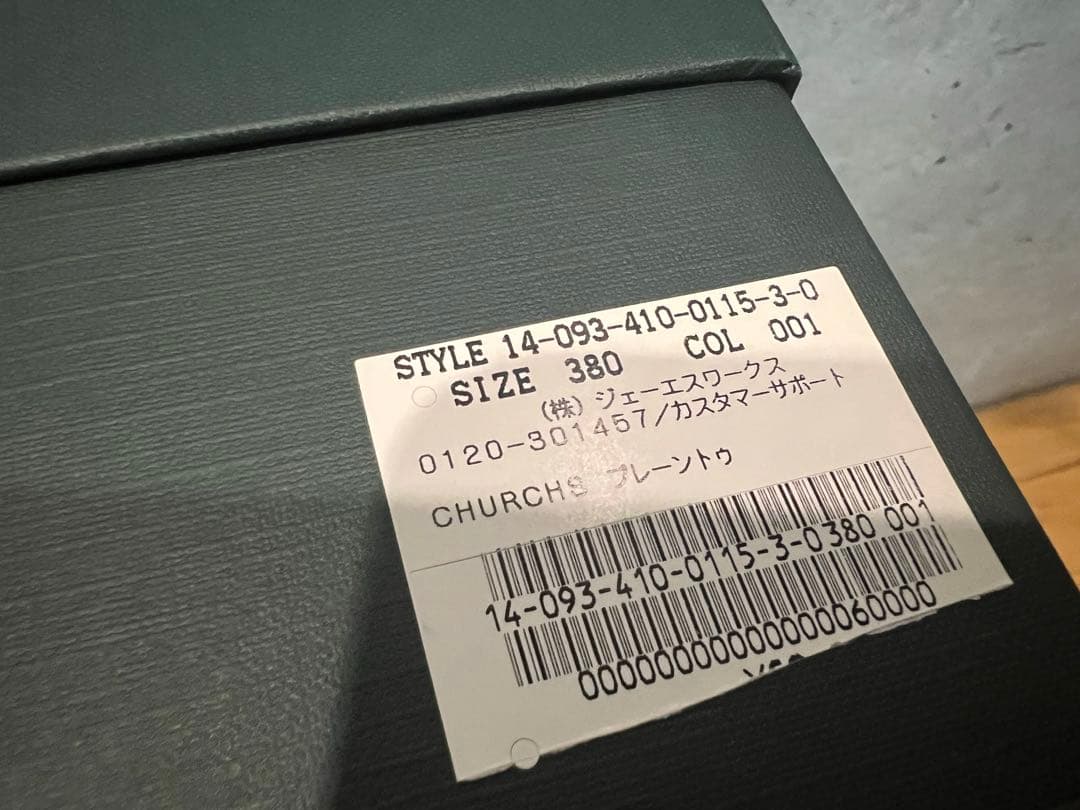 STYLE 14-093-410-0115-3-0
SIZE 380 COL 001
(株) ジェーエスワークス
0120-301457/カスタマーサポート
CHURCHS プレーントゥ
14-093-410-0115-3-0380 001
0000000000000060000